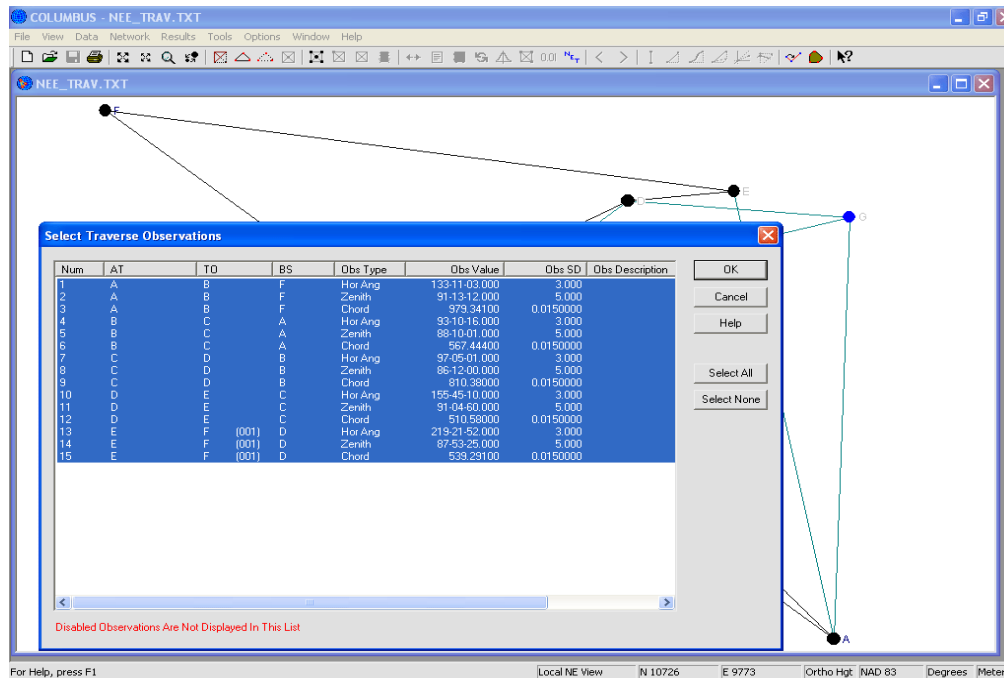 COLUMBUS - NEE_TRAV.TXT
File View Data Network Results Tools Options Window Help
0.01 N E T
NEE_TRAV.TXT
F
E
D
G
Select Traverse Observations
Num AT TO BS Obs Type Obs Value Obs SD Obs Description
1 A B F Hor Ang 133-11-03.000 3.000
2 A B F Zenith 91-13-12.000 5.000
3 A B F Chord 979.34100 0.0150000
4 B C A Hor Ang 93-10-16.000 3.000
5 B C A Zenith 88-10-01.000 5.000
6 B C A Chord 567.44400 0.0150000
7 C D B Hor Ang 97-05-01.000 3.000
8 C D B Zenith 86-12-00.000 5.000
9 C D B Chord 810.38000 0.0150000
10 D E C Hor Ang 155-45-10.000 3.000
11 D E C Zenith 91-04-60.000 5.000
12 D E C Chord 510.58000 0.0150000
13 E F (001) D Hor Ang 219-21-52.000 3.000
14 E F (001) D Zenith 87-53-25.000 5.000
15 E F (001) D Chord 539.29100 0.0150000
OK
Cancel
Help
Select All
Select None
Disabled Observations Are Not Displayed In This List
A
For Help, press F1 Local NE View N 10726 E 9773 Ortho Hgt NAD 83 Degrees Meter